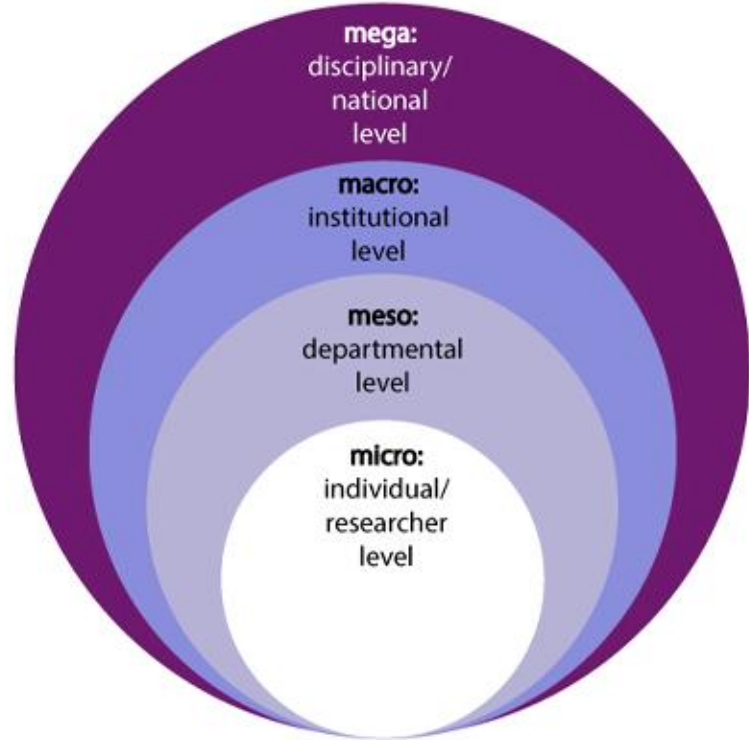 mega:
disciplinary/
national
level
macro:
institutional
level
meso:
departmental
level
micro:
individual/
researcher
level